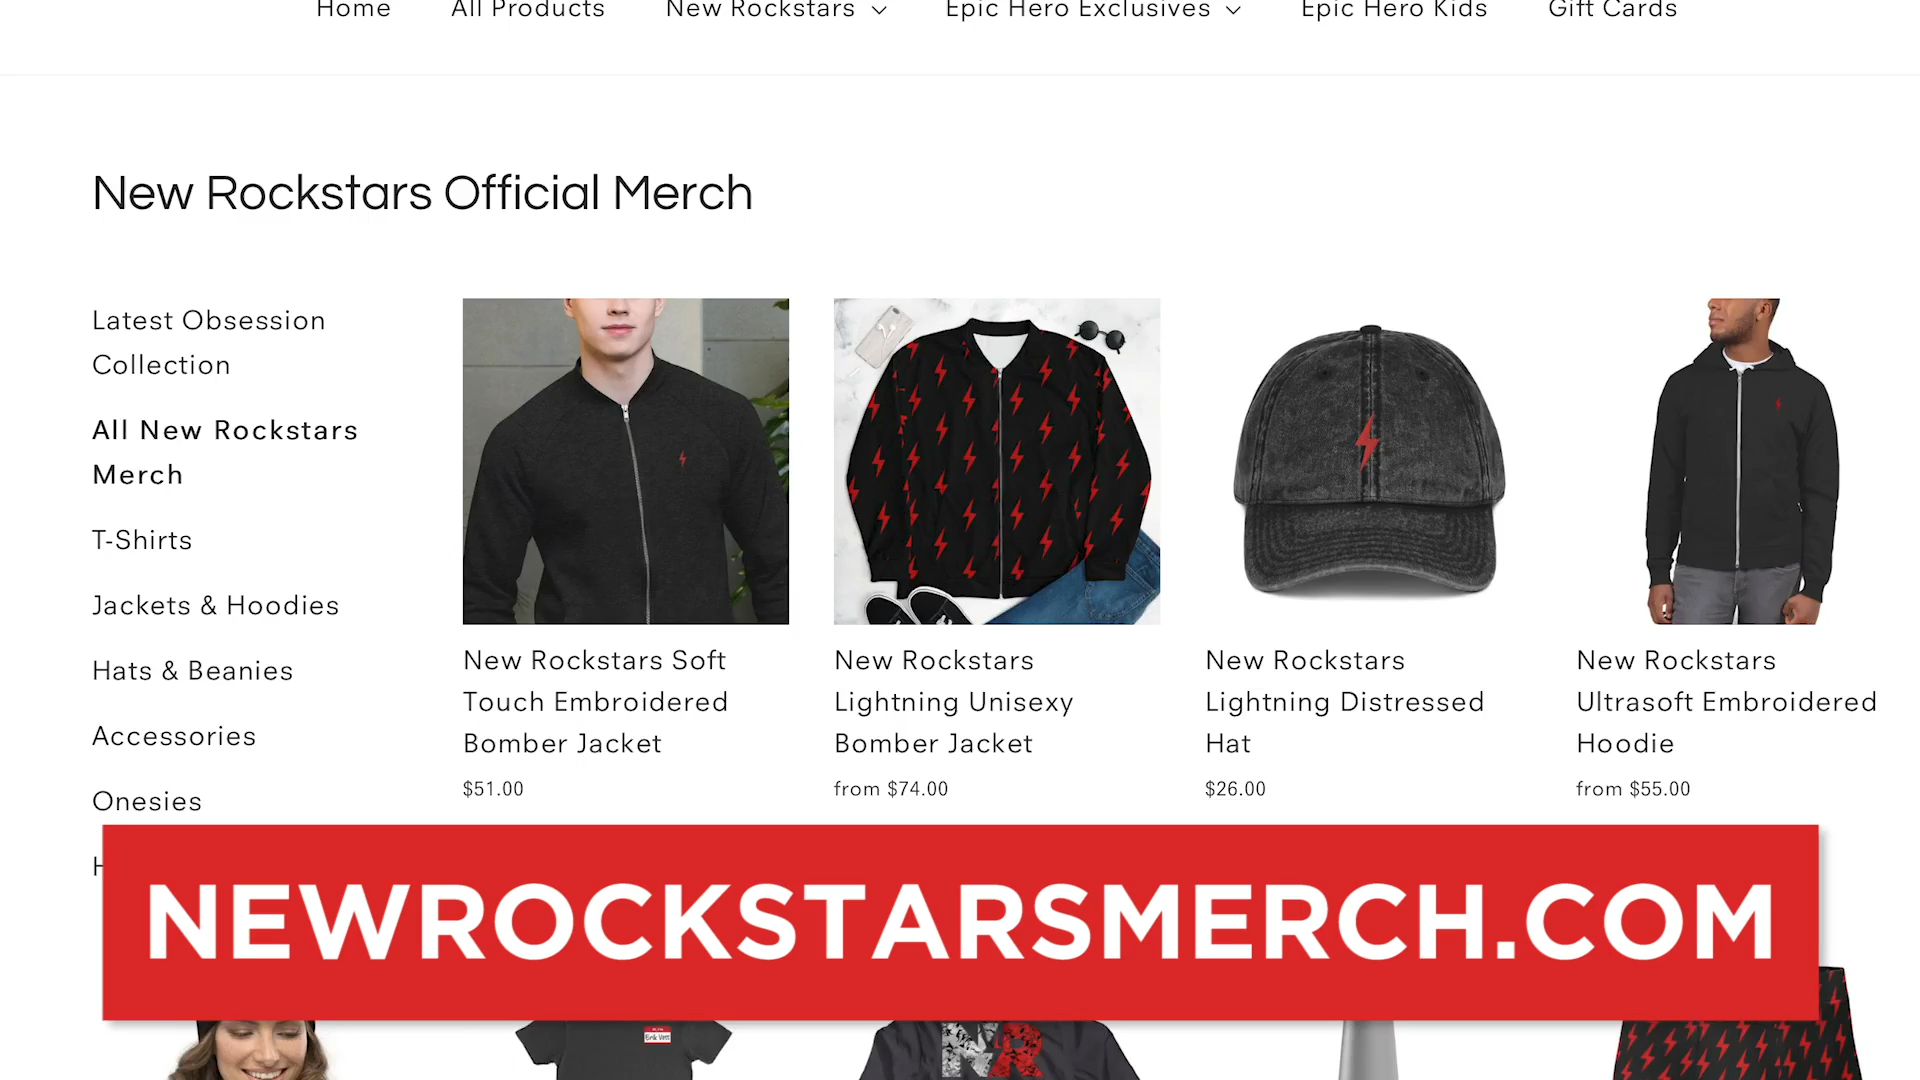 Home
All Products
New Rockstars
Epic Hero Exclusives
Epic Hero Kids
Gift Cards
New Rockstars Official Merch
Latest Obsession
Collection
All New Rockstars
Merch
T-Shirts
Jackets & Hoodies
Hats & Beanies
Accessories
Onesies
New Rockstars Soft
Touch Embroidered
Bomber Jacket
$51.00
New Rockstars
Lightning Unisexy
Bomber Jacket
from $74.00
New Rockstars
Lightning Distressed
Hat
$26.00
New Rockstars
Ultrasoft Embroidered
Hoodie
from $55.00
NEWROCKSTARSMERCH.COM
Erik Voss
NR